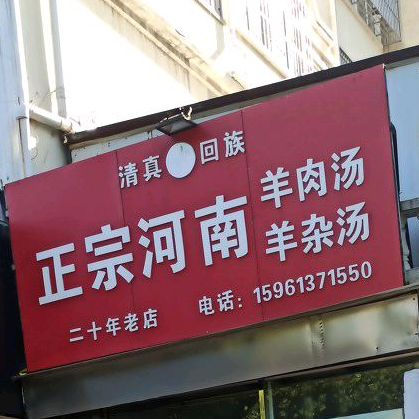 清真 回族
正宗河南
羊肉汤
羊杂汤
二十年老店
电话：15961371550